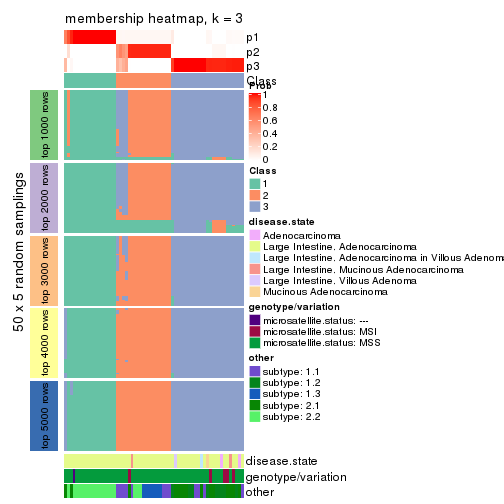 membership heatmap, k = 3
p1
p2
p3
Class
Prob
1
0.8
0.6
0.4
0.2
0
Class
1
2
3
disease.state
Adenocarcinoma
Large Intestine. Adenocarcinoma
Large Intestine. Adenocarcinoma in Villous Adenoma
Large Intestine. Mucinous Adenocarcinoma
Large Intestine. Villous Adenoma
Mucinous Adenocarcinoma
genotype/variation
microsatellite.status: ---
microsatellite.status: MSI
microsatellite.status: MSS
other
subtype: 1.1
subtype: 1.2
subtype: 1.3
subtype: 2.1
subtype: 2.2
50 x 5 random samplings
top 1000 rows
top 2000 rows
top 3000 rows
top 4000 rows
top 5000 rows
disease.state
genotype/variation
other